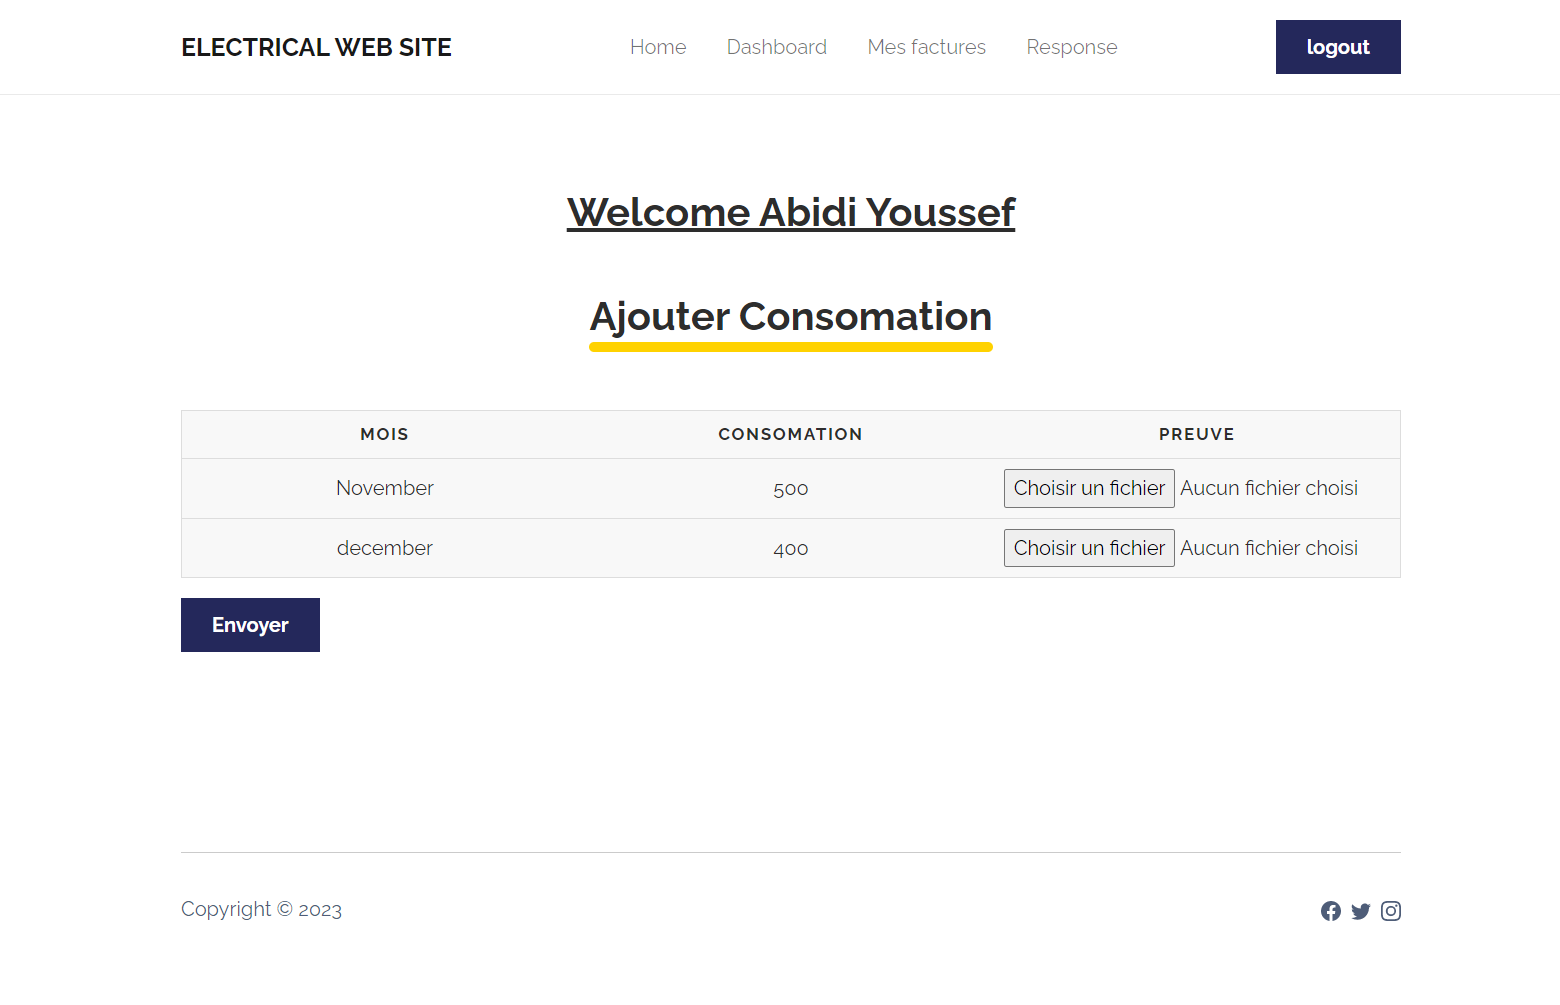 ELECTRICAL WEB SITE Home Dashboard Mes factures Response logout
Welcome Abidi Youssef
Ajouter Consomation
MOIS CONSOMATION PREUVE
November 500 Choisir un fichier Aucun fichier choisi
december 400 Choisir un fichier Aucun fichier choisi
Envoyer
Copyright © 2023